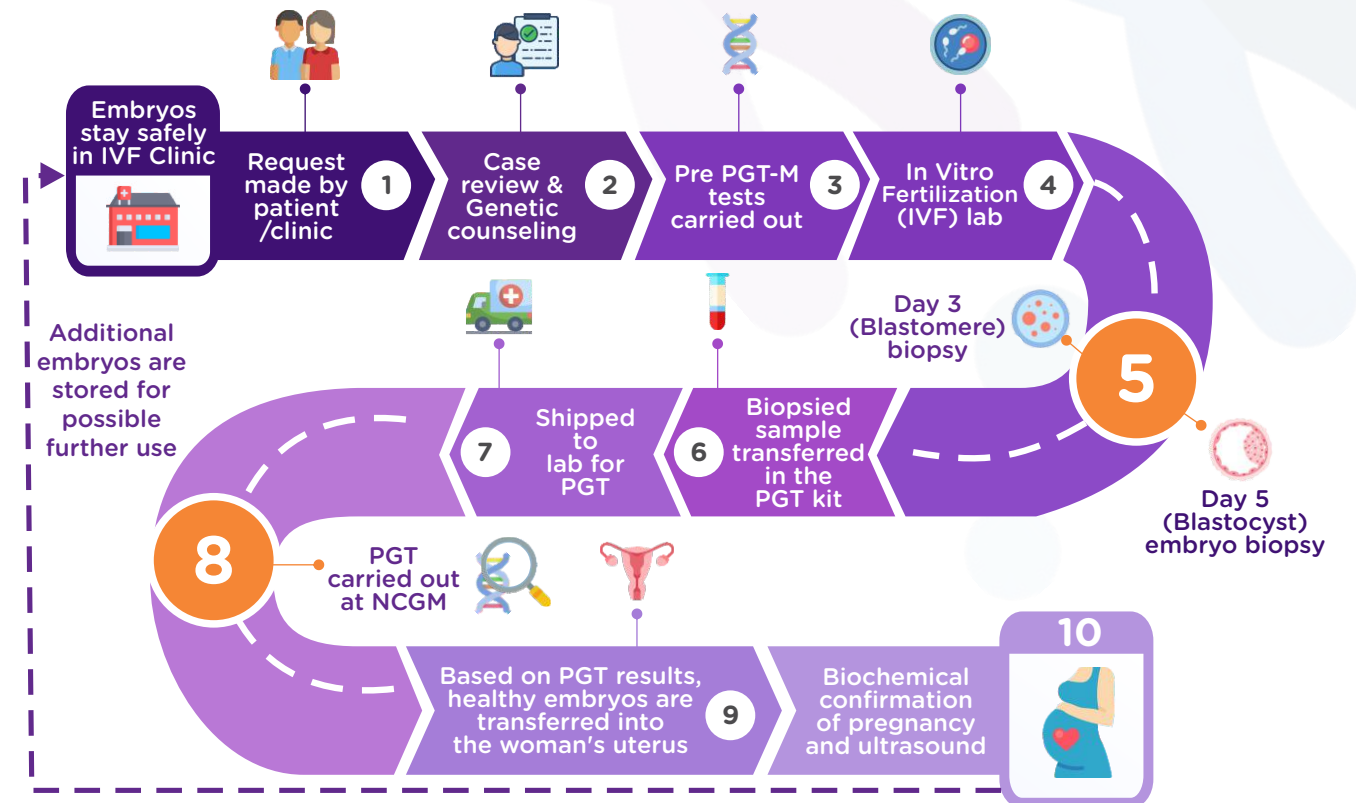 Embryos
stay safely
in IVF Clinic
Request
made by
patient
/clinic
1
Case
review &
Genetic
counseling
2
Pre PGT-M
tests
carried out
3
In Vitro
Fertilization
(IVF) lab
4
Day 3
(Blastomere)
biopsy
5
Day 5
(Blastocyst)
embryo biopsy
Biopsied
sample
transferred
in the
PGT kit
6
Shipped
to
lab for
PGT
7
Additional
embryos are
stored for
possible
further use
8
PGT
carried out
at NCGM
Based on PGT results,
healthy embryos are
transferred into
the woman's uterus
9
Biochemical
confirmation
of pregnancy
and ultrasound
10